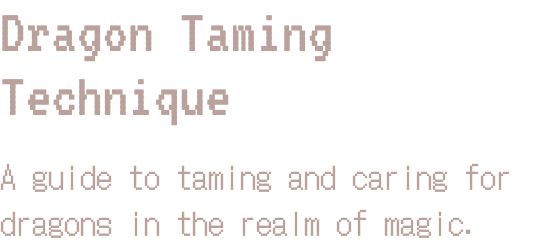 Dragon Taming
Technique
A guide to taming and caring for
dragons in the realm of magic.